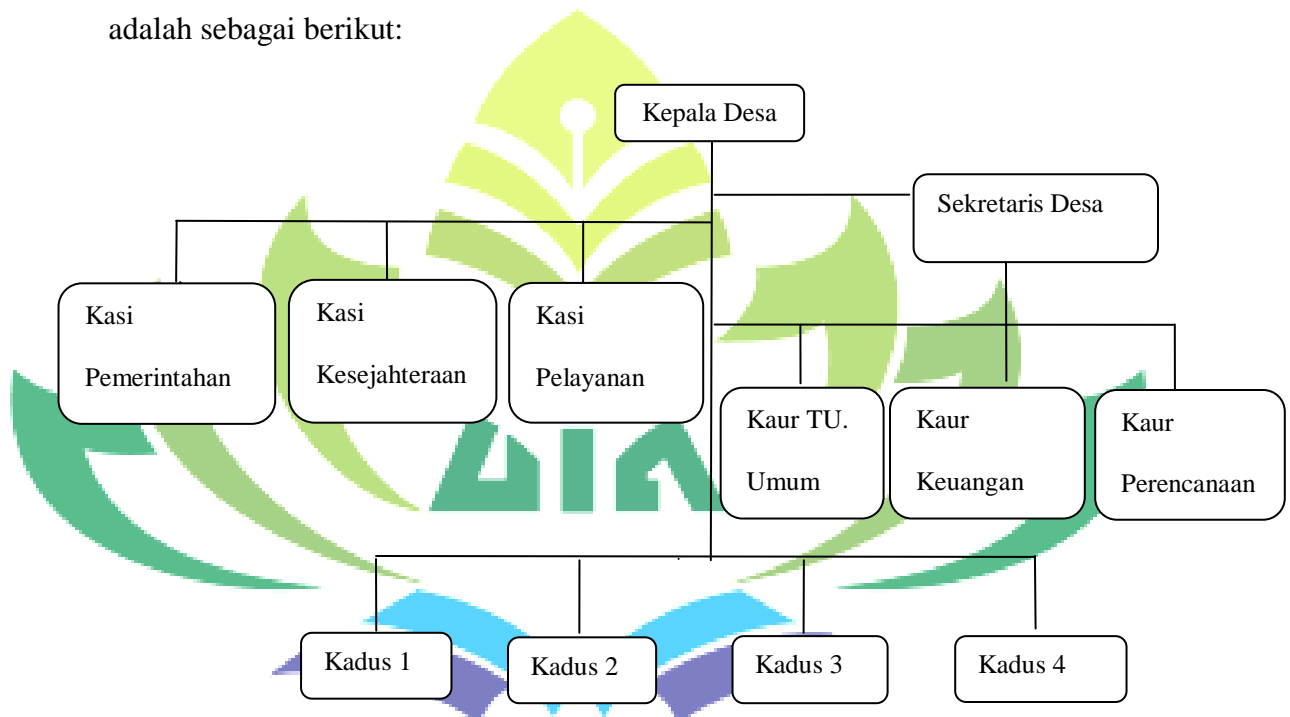 adalah sebagai berikut:
Kepala Desa
Sekretaris Desa
Kasi
Pemerintahan
Kasi
Kesejahteraan
Kasi
Pelayanan
Kaur TU.
Umum
Kaur
Keuangan
Kaur
Perencanaan
Kadus 1
Kadus 2
Kadus 3
Kadus 4